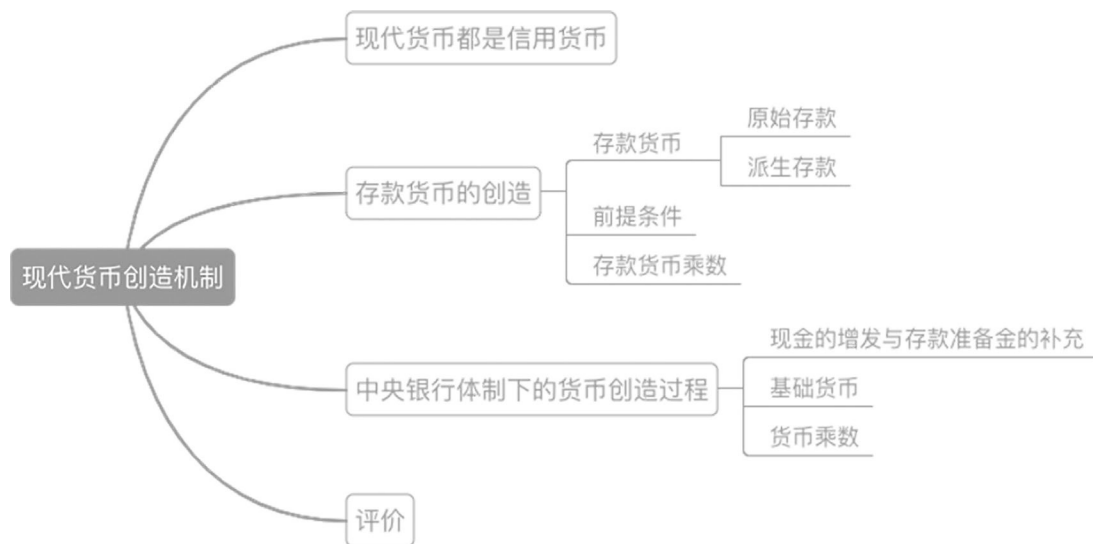 现代货币创造机制
现代货币都是信用货币
存款货币的创造
存款货币
原始存款
派生存款
前提条件
存款货币乘数
中央银行体制下的货币创造过程
现金的增发与存款准备金的补充
基础货币
货币乘数
评价